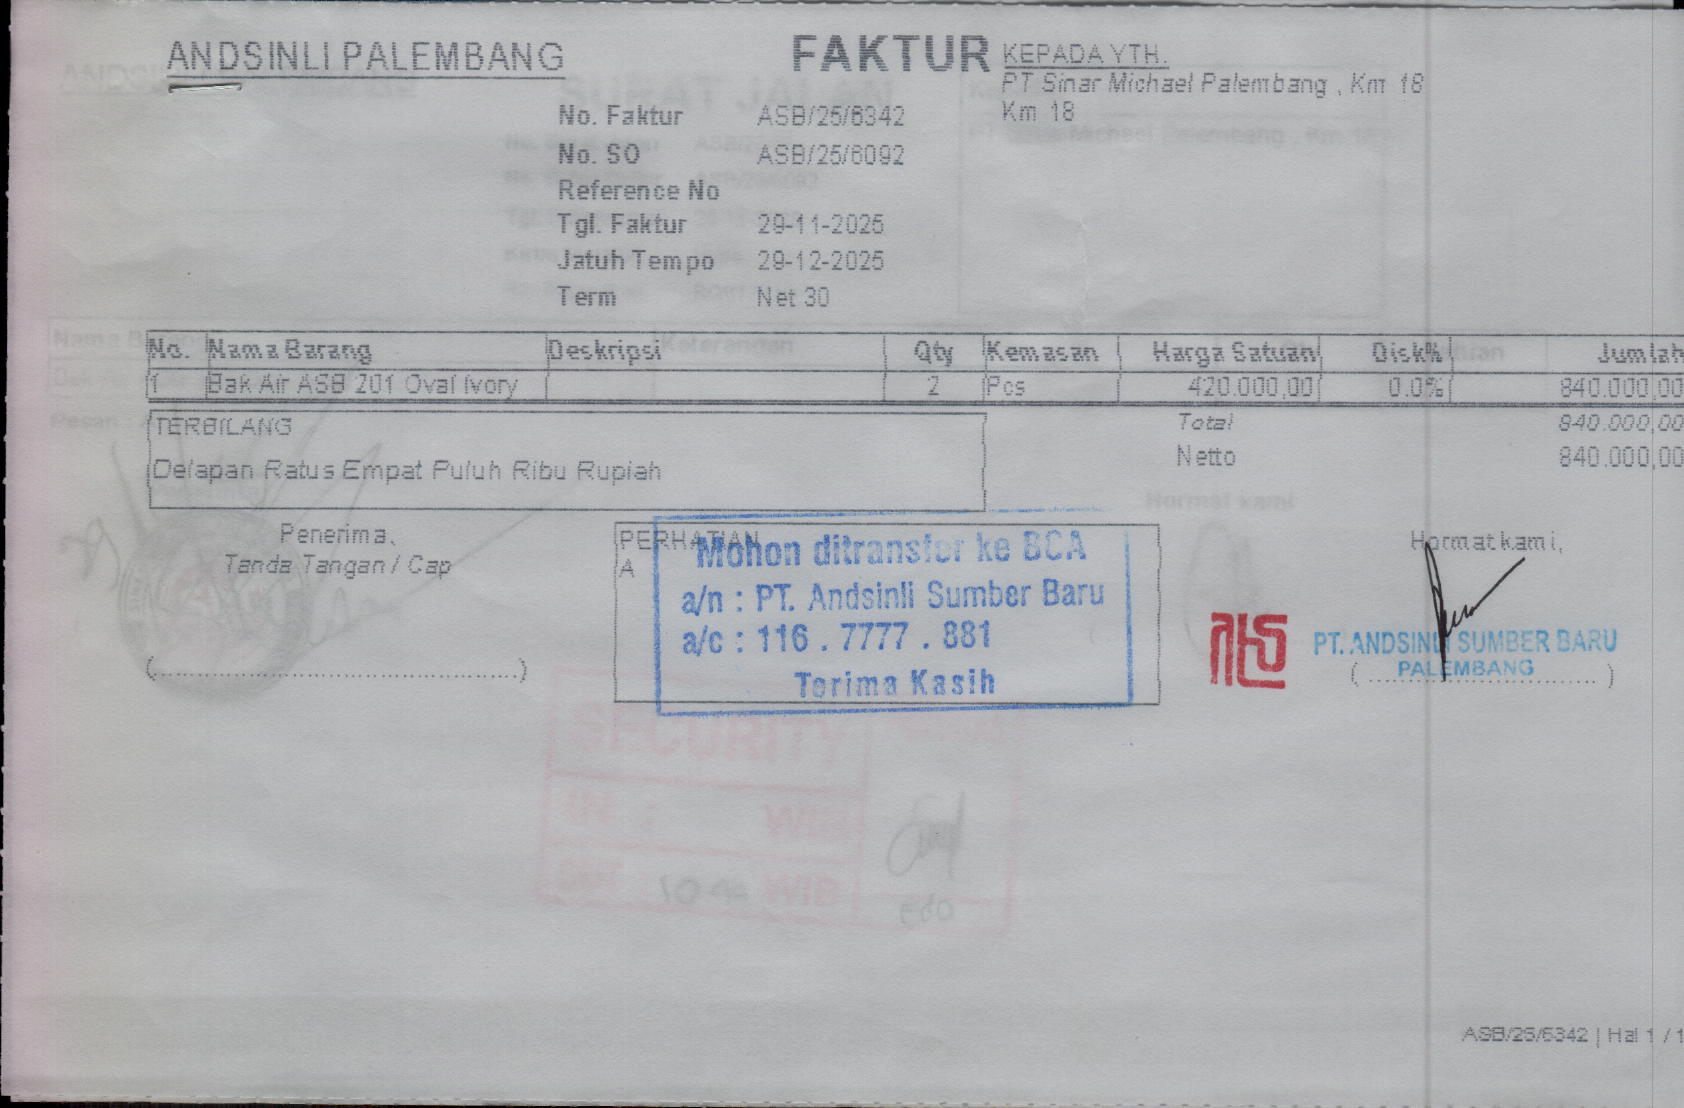 ANDSINLI PALEMBANG
FAKTUR
KEPADA YTH.
PT Sinar Michael Palembang , Km 18
Km 18
No. Faktur ASB/25/6342
No. SO ASB/25/6092
Reference No
Tgl. Faktur 29-11-2025
Jatuh Tempo 29-12-2025
Term Net 30
No. Nama Barang Deskripsi Qty Kemasan Harga Satuan Disk% Jumlah
1 Bak Air ASB 201 Oval Ivory 2 Pcs 420.000,00 0.0% 840.000,00
TERBILANG
Delapan Ratus Empat Puluh Ribu Rupiah
Total 840.000,00
Netto 840.000,00
Penerima,
Tanda Tangan / Cap
(..............................................)
PERHATIAN
A
Mohon ditransfer ke BCA
a/n : PT. Andsinli Sumber Baru
a/c : 116 . 7777 . 881
Terima Kasih
Hormat kami,
PT. ANDSINLI SUMBER BARU
PALEMBANG
( .............................. )
SECURITY
IN : WIB
WIB
ASB/25/6342 | Hal 1 / 1